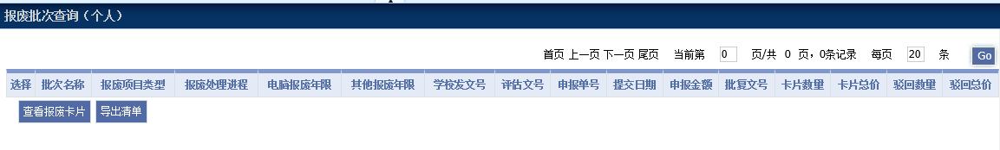 报废批次查询（个人）
首页 上一页 下一页 尾页 当前第 0 页/共 0 页，0条记录 每页 20 条 Go
选择 批次名称 报废项目类型 报废处理进程 电脑报废年限 其他报废年限 学校发文号 评估文号 申报单号 提交日期 申报金额 批复文号 卡片数量 卡片总价 驳回数量 驳回总价
查看报废卡片 导出清单